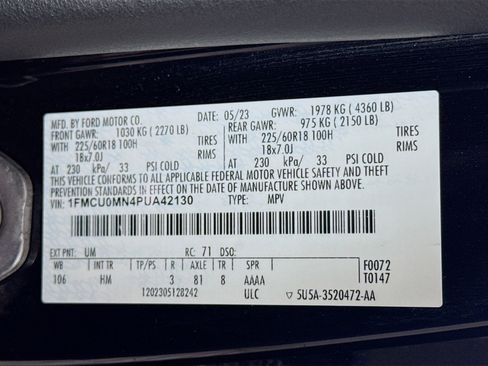 MFD. BY FORD MOTOR CO. DATE: 05/23 GVWR: 1978 KG ( 4360 LB)
FRONT GAWR: 1030 KG ( 2270 LB) REAR GAWR: 975 KG ( 2150 LB)
WITH 225/60R18 100H TIRES WITH 225/60R18 100H TIRES
18x7.0J RIMS 18x7.0J RIMS
AT 230 kPa/ 33 PSI COLD AT 230 kPa/ 33 PSI COLD
THIS VEHICLE CONFORMS TO ALL APPLICABLE FEDERAL MOTOR VEHICLE SAFETY AND THEFT
PREVENTION STANDARDS IN EFFECT ON THE DATE OF MANUFACTURE SHOWN ABOVE.
VIN: 1FMCU0MN4PUA42130 TYPE: MPV
EXT PNT: UM RC: 71 DSO:
WB INT TR TP/PS R AXLE TR SPR F0072
106 HM 3 81 8 AAAA T0147
1202305128242 ULC 5U5A-3520472-AA